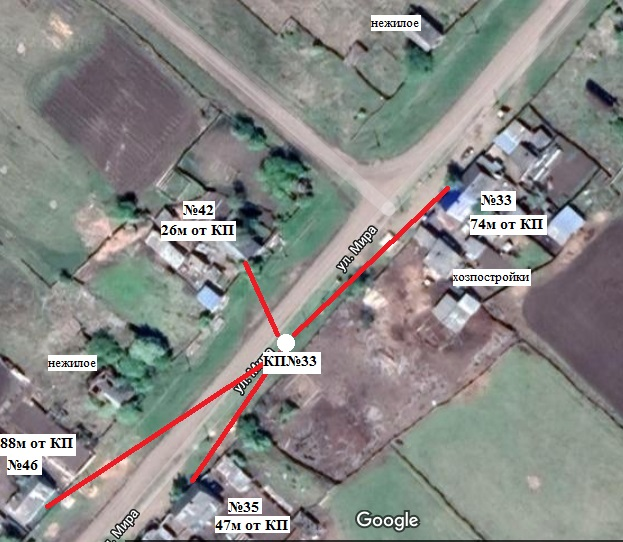 нежилое
№42
26м от КП
№33
74м от КП
ул. Мира
хозпостройки
КП№33
ул. Мира
нежилое
88м от КП
№46
№35
47м от КП
Google
л. Мира